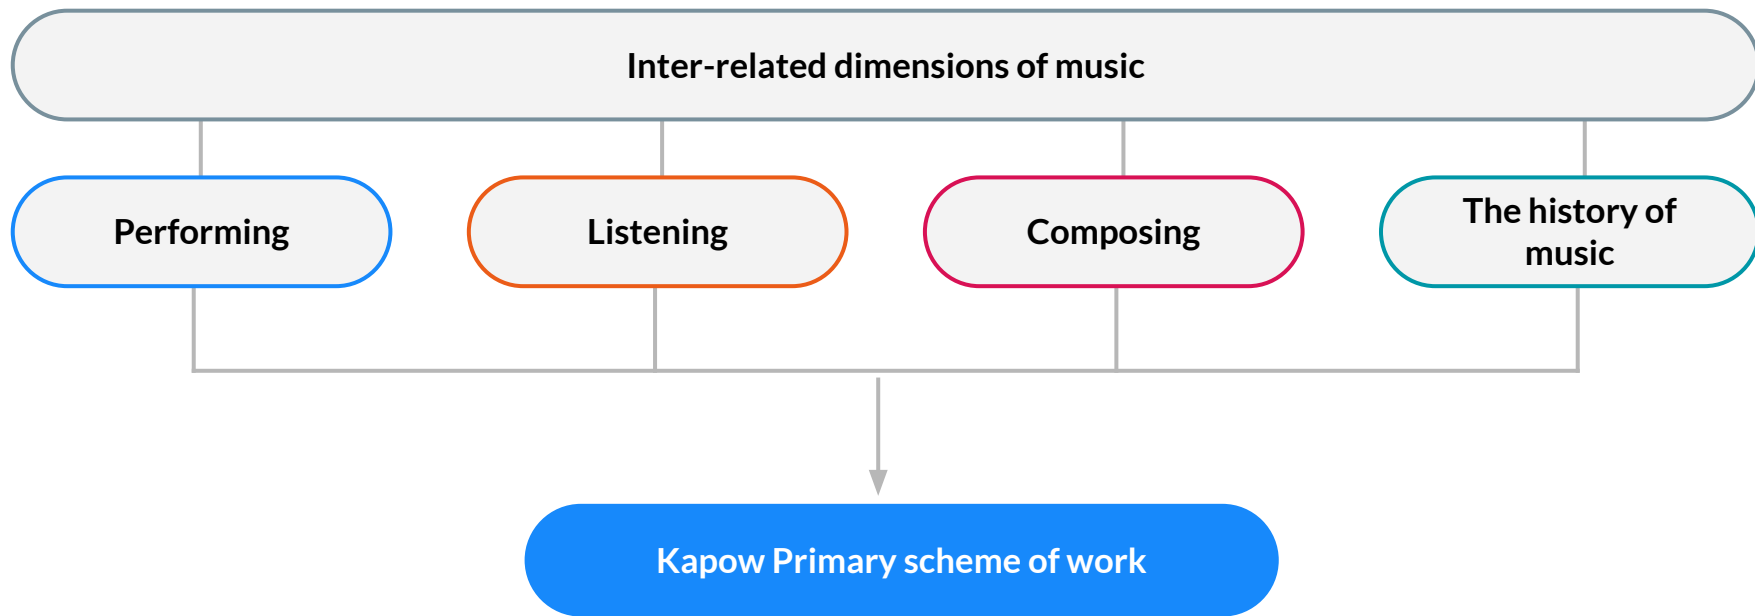 Inter-related dimensions of music
Performing
Listening
Composing
The history of
music
Kapow Primary scheme of work